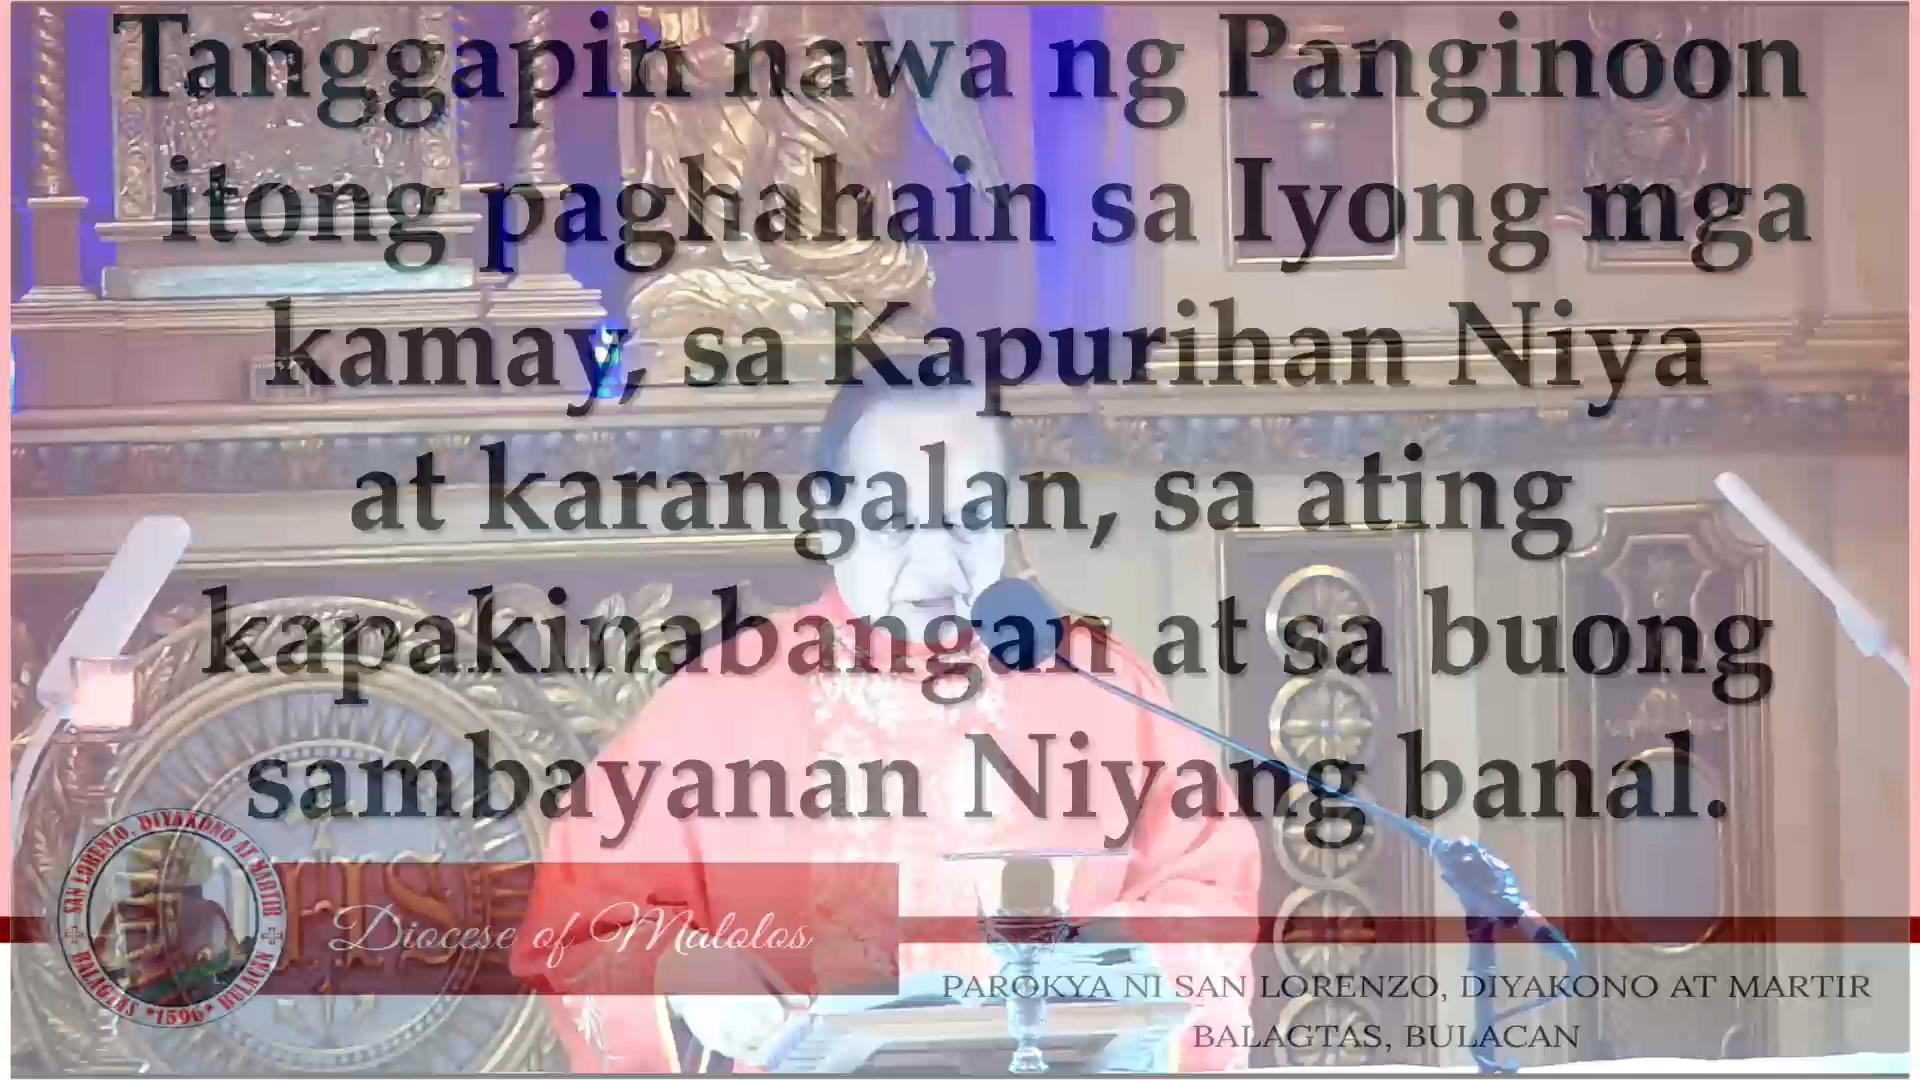 Tanggapin nawa ng Panginoon
itong paghahain sa Iyong mga
kamay, sa Kapurihan Niya
at karangalan, sa ating
kapakinabangan at sa buong
sambayanan Niyang banal.
SAN LORENZO, DIYAKONO AT MARTIR
BALAGTAS *1596* BULACAN
IHS
Diocese of Malolos
PAROKYA NI SAN LORENZO, DIYAKONO AT MARTIR
BALAGTAS, BULACAN